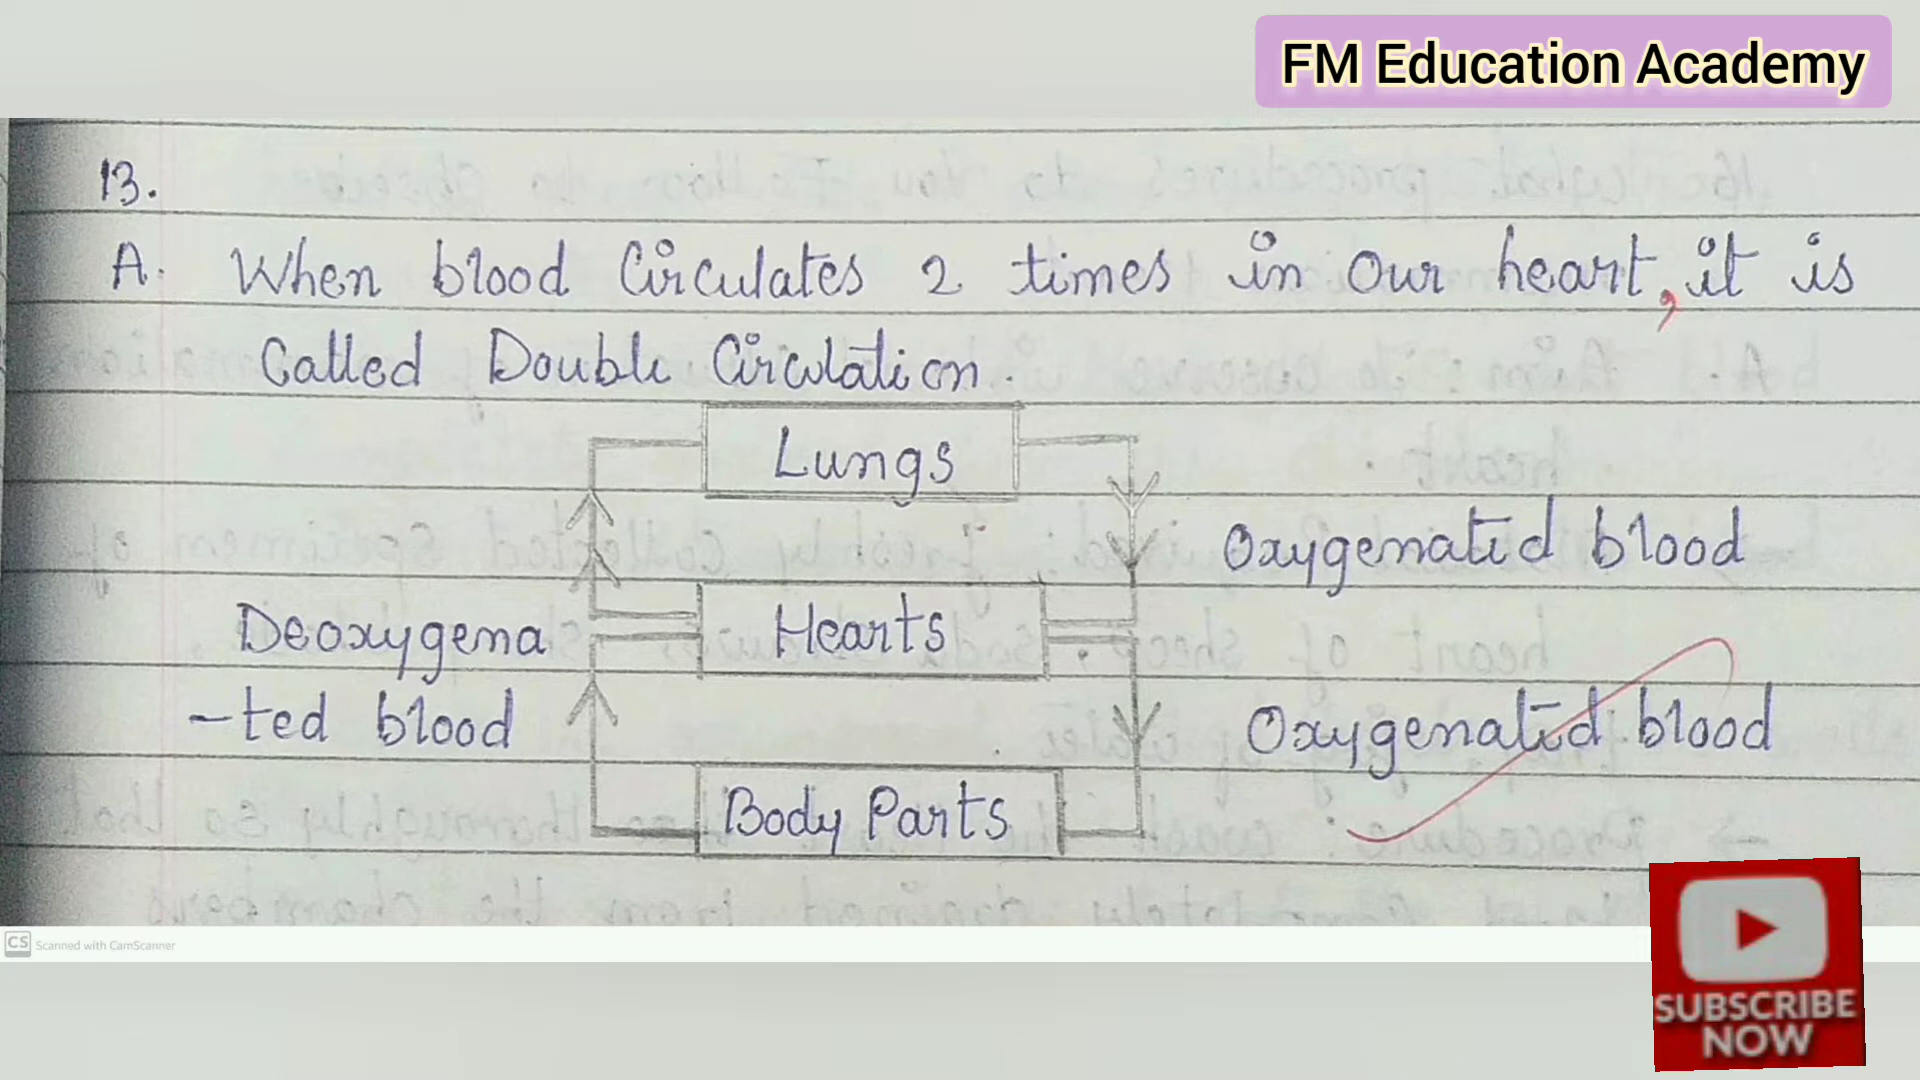 FM Education Academy
13.
A. When blood Circulates 2 times in our heart, it is
Called Double Circulation.
Lungs
Oxygenated blood
Deoxygena
Hearts
-ted blood
Oxygenated blood
Body Parts
CS Scanned with CamScanner
SUBSCRIBE
NOW